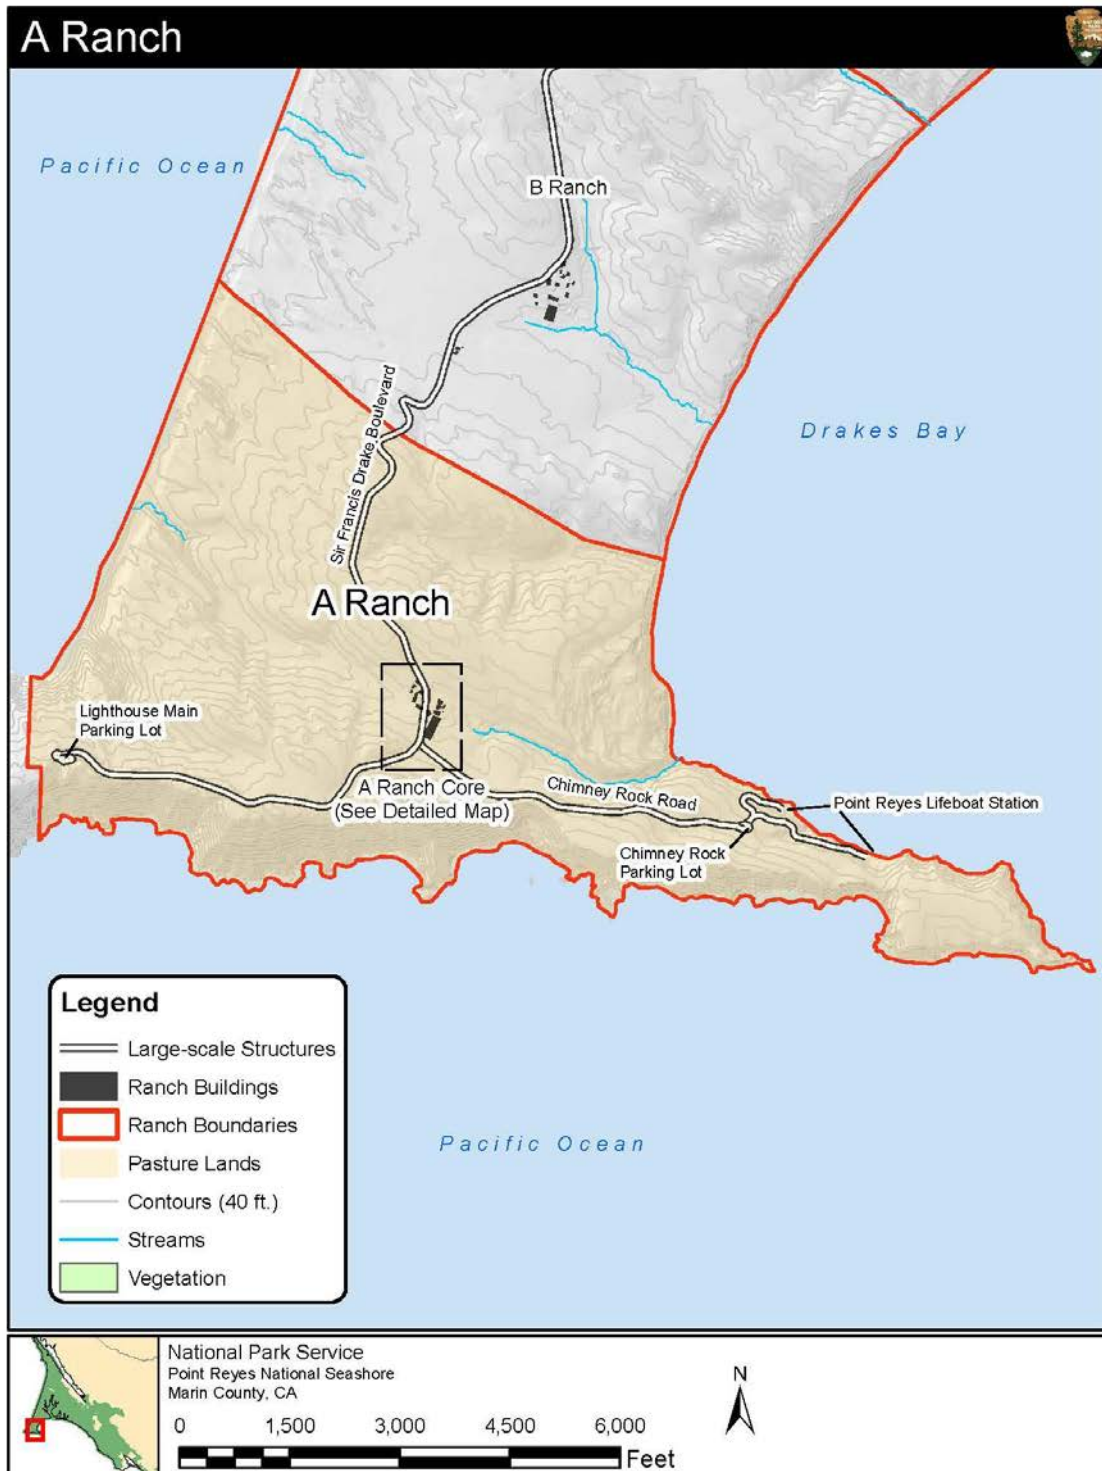 A Ranch
Pacific Ocean
B Ranch
Drakes Bay
Sir Francis Drake Boulevard
A Ranch
Lighthouse Main
Parking Lot
A Ranch Core
(See Detailed Map)
Chimney Rock Road
Point Reyes Lifeboat Station
Chimney Rock
Parking Lot
Pacific Ocean
Legend
Large-scale Structures
Ranch Buildings
Ranch Boundaries
Pasture Lands
Contours (40 ft.)
Streams
Vegetation
National Park Service
Point Reyes National Seashore
Marin County, CA
N
0 1,500 3,000 4,500 6,000
Feet